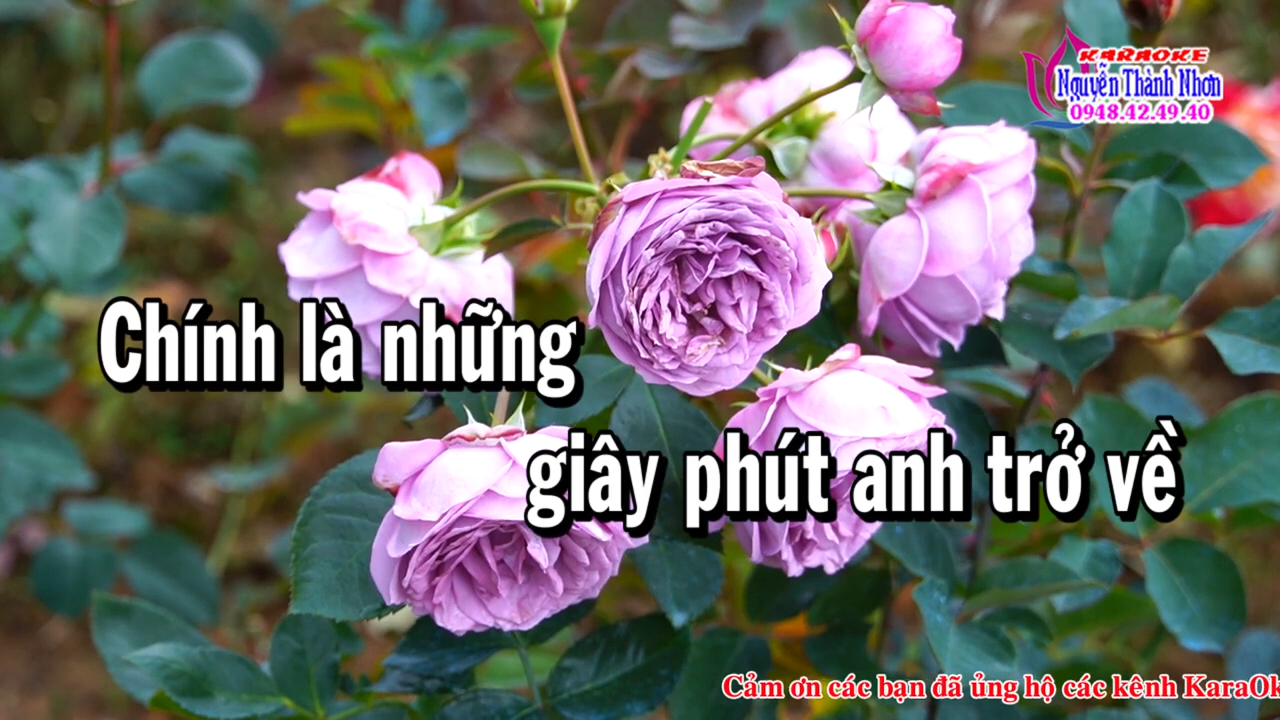 KARAOKE
Nguyễn Thành Nhơn
0948.42.49.40
Chính là những
giây phút anh trở về
Cảm ơn các bạn đã ủng hộ các kênh KaraOk